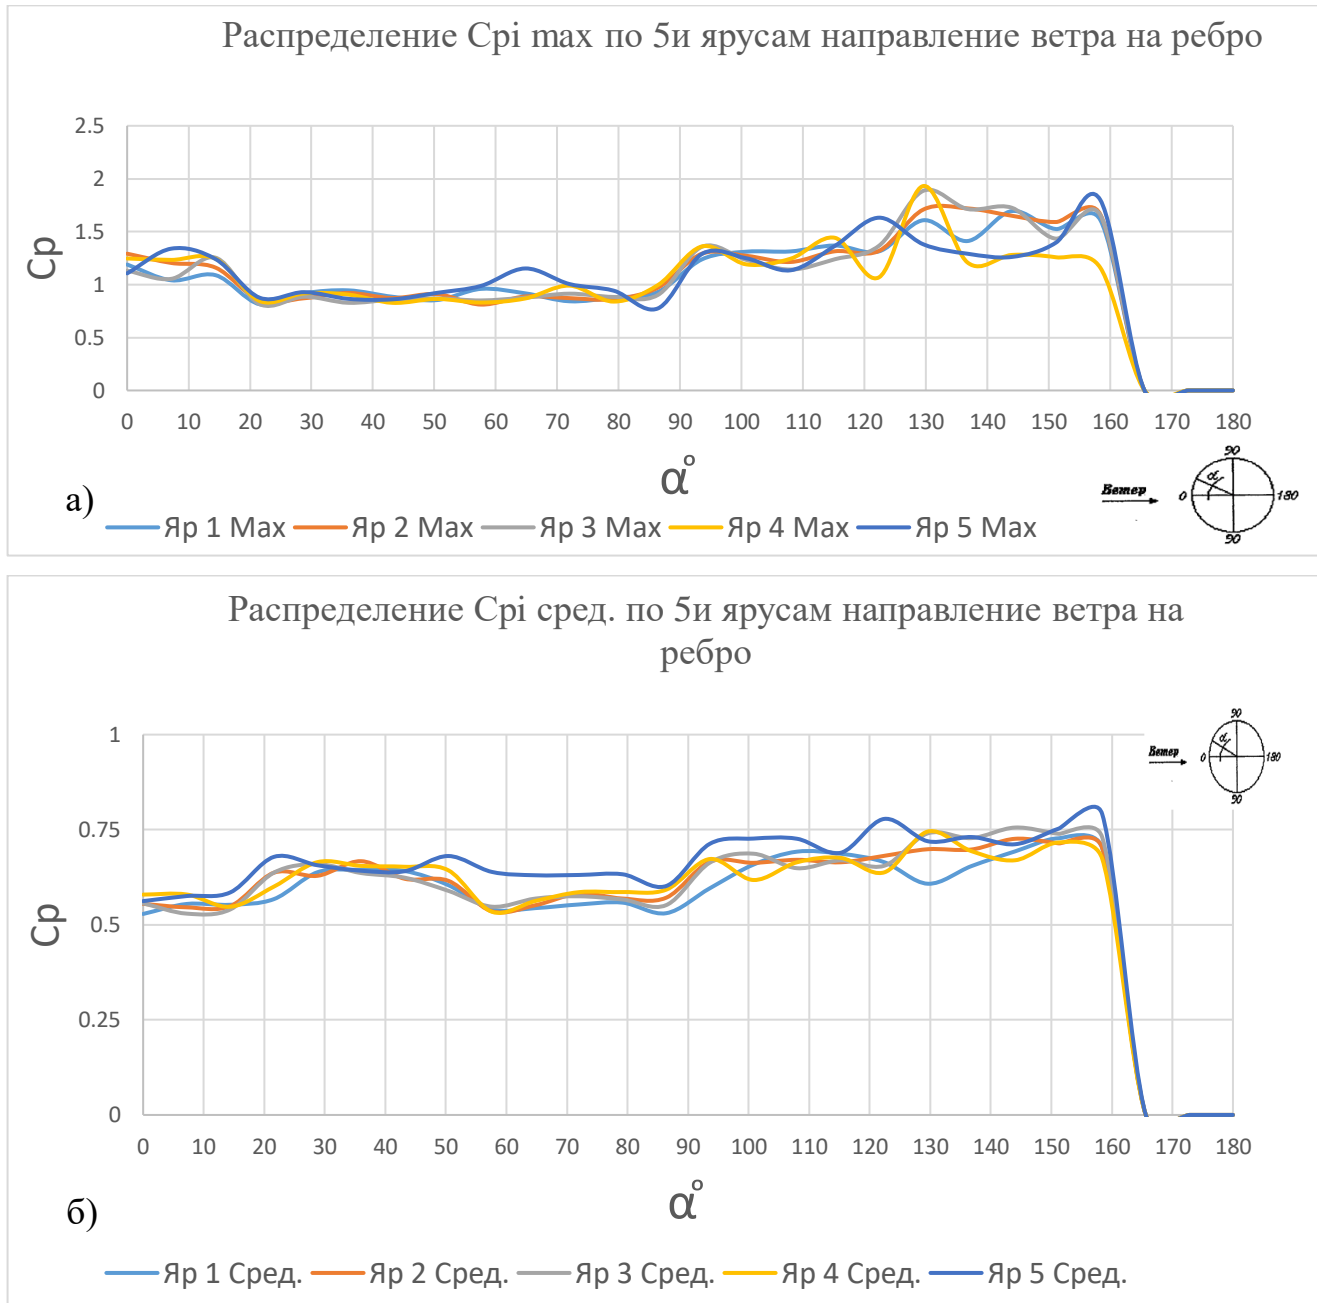 Распределение Cpi max по 5и ярусам направление ветра на ребро
2.5
2
1.5
1
0.5
0
Cp
0 10 20 30 40 50 60 70 80 90 100 110 120 130 140 150 160 170 180
α°
а)
Ветер
90
α
0
180
90
Яр 1 Max Яр 2 Max Яр 3 Max Яр 4 Max Яр 5 Max
Распределение Cpi сред. по 5и ярусам направление ветра на
ребро
1
0.75
0.5
0.25
0
Cp
Ветер
90
α
0
180
90
0 10 20 30 40 50 60 70 80 90 100 110 120 130 140 150 160 170 180
α°
б)
Яр 1 Сред. Яр 2 Сред. Яр 3 Сред. Яр 4 Сред. Яр 5 Сред.